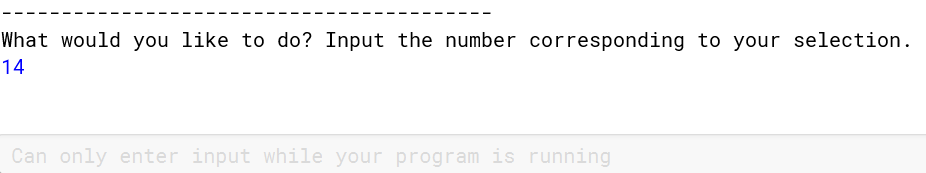 -----------------------------------------
What would you like to do? Input the number corresponding to your selection.
14
Can only enter input while your program is running